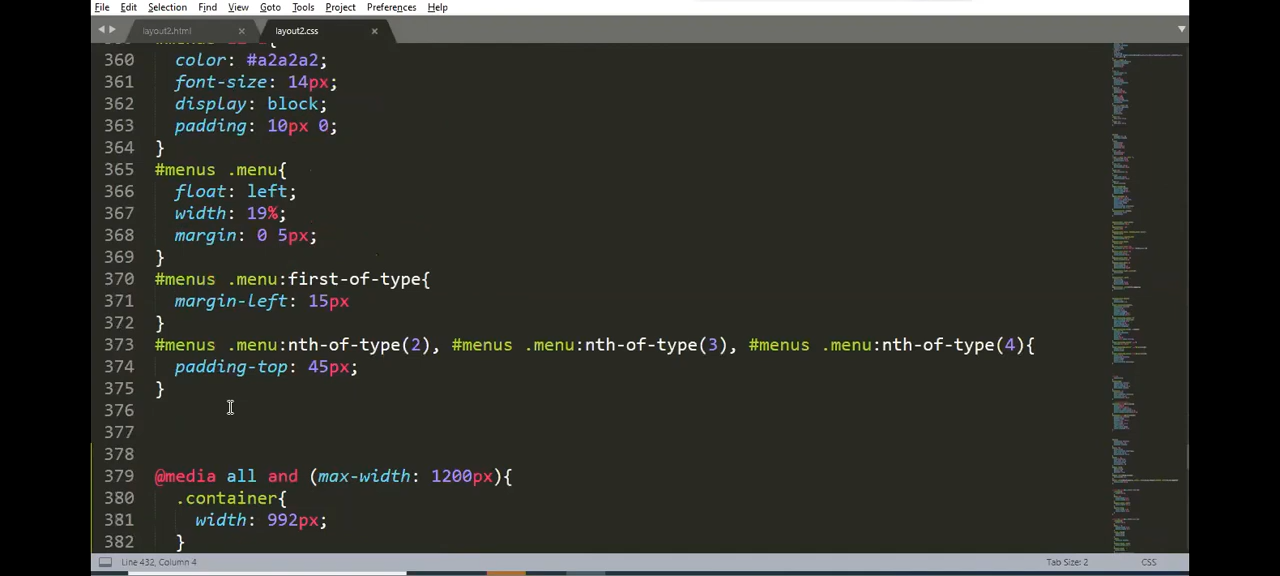 File Edit Selection Find View Goto Tools Project Preferences Help
layout2.html × layout2.css ×
360 color: #a2a2a2;
361 font-size: 14px;
362 display: block;
363 padding: 10px 0;
364 }
365 #menus .menu{
366 float: left;
367 width: 19%;
368 margin: 0 5px;
369 }
370 #menus .menu:first-of-type{
371 margin-left: 15px
372 }
373 #menus .menu:nth-of-type(2), #menus .menu:nth-of-type(3), #menus .menu:nth-of-type(4){
374 padding-top: 45px;
375 }
376
377
378
379 @media all and (max-width: 1200px){
380 .container{
381 width: 992px;
382 }
Line 432, Column 4 Tab Size: 2 CSS